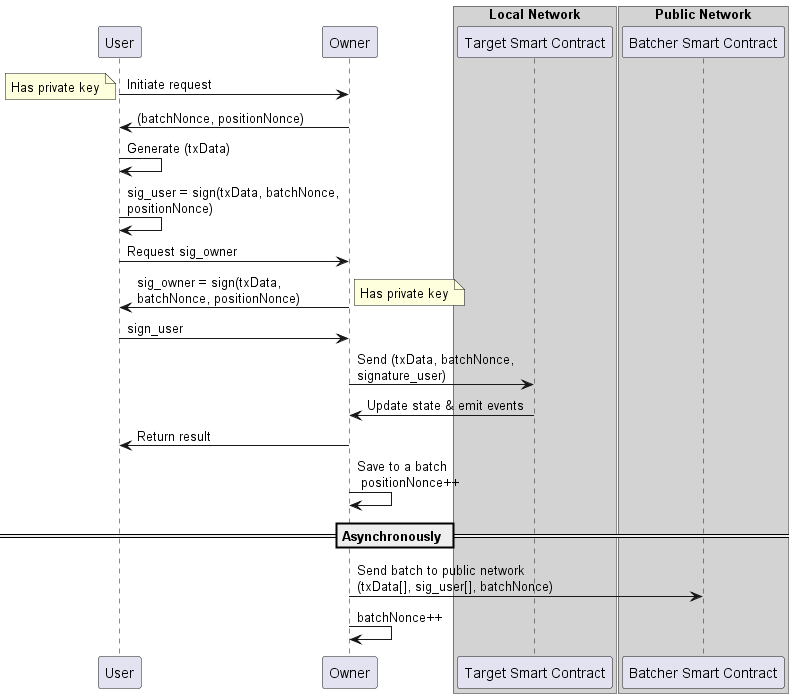 Local Network
Public Network
User
Owner
Target Smart Contract
Batcher Smart Contract
Has private key
Initiate request
(batchNonce, positionNonce)
Generate (txData)
sig_user = sign(txData, batchNonce,
positionNonce)
Request sig_owner
sig_owner = sign(txData,
batchNonce, positionNonce)
Has private key
sign_user
Send (txData, batchNonce,
signature_user)
Update state & emit events
Return result
Save to a batch
positionNonce++
Asynchronously
Send batch to public network
(txData[], sig_user[], batchNonce)
batchNonce++
User
Owner
Target Smart Contract
Batcher Smart Contract